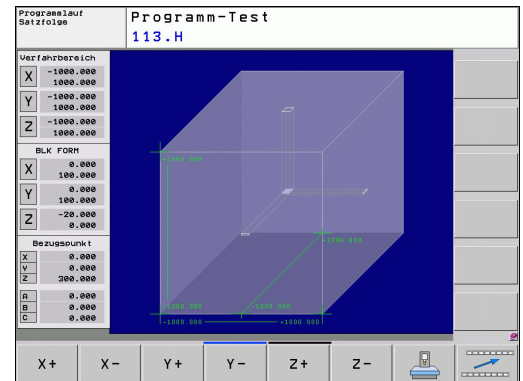 Programmlauf
Satzfolge
Programm-Test
113.H
Verfahrbereich
X -1000.000
1000.000
Y -1000.000
1000.000
Z -1000.000
1000.000
BLK FORM
X 0.000
100.000
Y 0.000
100.000
Z -20.000
0.000
Bezugspunkt
X 0.000
Y 0.000
Z 300.000
A 0.000
B 0.000
C 0.000
+1000.000
+1000.000
-1000.000
-1000.000
-1000.000
+1000.000
X+
X-
Y+
Y-
Z+
Z-